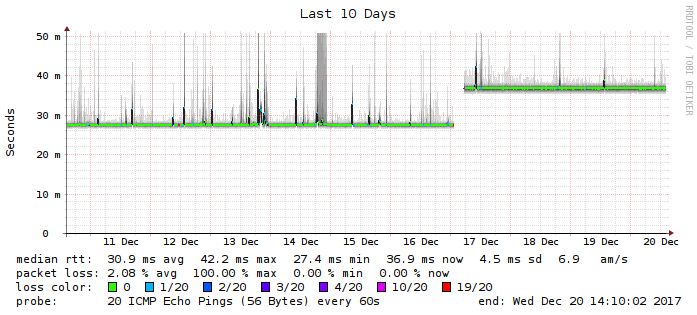 Last 10 Days
RRDTOOL / TOBI OETIKER
Seconds
50 m
40 m
30 m
20 m
10 m
0
11 Dec 12 Dec 13 Dec 14 Dec 15 Dec 16 Dec 17 Dec 18 Dec 19 Dec 20 Dec
median rtt: 30.9 ms avg 42.2 ms max 27.4 ms min 36.9 ms now 4.5 ms sd 6.9 am/s
packet loss: 2.08 % avg 100.00 % max 0.00 % min 0.00 % now
loss color: 0 1/20 2/20 3/20 4/20 10/20 19/20
probe: 20 ICMP Echo Pings (56 Bytes) every 60s end: Wed Dec 20 14:10:02 2017